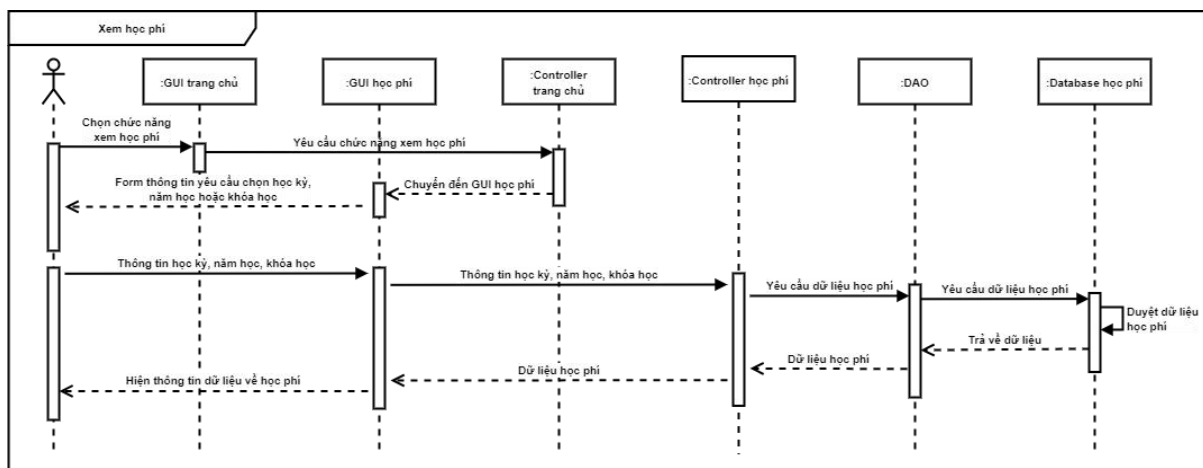 Xem học phí
:GUI trang chủ
:GUI học phí
:Controller
trang chủ
:Controller học phí
:DAO
:Database học phí
Chọn chức năng
xem học phí
Yêu cầu chức năng xem học phí
Form thông tin yêu cầu chọn học kỳ,
năm học hoặc khóa học
Chuyển đến GUI học phí
Thông tin học kỳ, năm học, khóa học
Thông tin học kỳ, năm học, khóa học
Yêu cầu dữ liệu học phí
Yêu cầu dữ liệu học phí
Duyệt dữ liệu
học phí
Trả về dữ liệu
Dữ liệu học phí
Dữ liệu học phí
Hiện thông tin dữ liệu về học phí